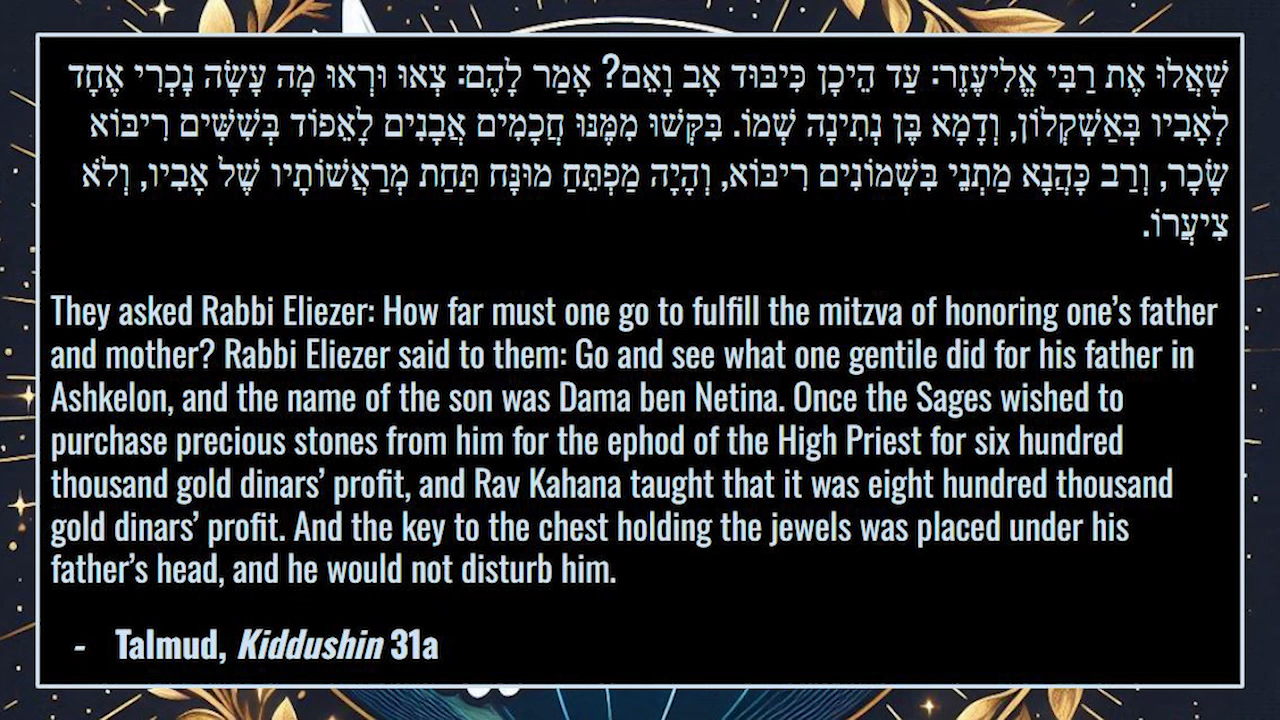 שָׁאֲלוּ אֶת רַבִּי אֱלִיעֶזֶר: עַד הֵיכָן כִּיבּוּד אָב וָאֵם? אָמַר לָהֶם: צְאוּ וּרְאוּ מָה עָשָׂה נָכְרִי אֶחָד
לְאָבִיו בְּאַשְׁקְלוֹן, וְדָמָא בֶּן נְתִינָה שְׁמוֹ. בִּקְּשׁוּ מִמֶּנּוּ חֲכָמִים אֲבָנִים לָאֵפוֹד בְּשִׁשִּׁים רִיבּוֹא
שָׂכָר, וְרַב כָּהֲנָא מַתְנֵי בִּשְׁמוֹנִים רִיבּוֹא, וְהָיָה מַפְתֵּחַ מוּנָּח תַּחַת מְרַאֲשׁוֹתָיו שֶׁל אָבִיו, וְלֹא
צִיעֲרוֹ.
They asked Rabbi Eliezer: How far must one go to fulfill the mitzva of honoring one’s father
and mother? Rabbi Eliezer said to them: Go and see what one gentile did for his father in
Ashkelon, and the name of the son was Dama ben Netina. Once the Sages wished to
purchase precious stones from him for the ephod of the High Priest for six hundred
thousand gold dinars’ profit, and Rav Kahana taught that it was eight hundred thousand
gold dinars’ profit. And the key to the chest holding the jewels was placed under his
father’s head, and he would not disturb him.
- Talmud, Kiddushin 31a